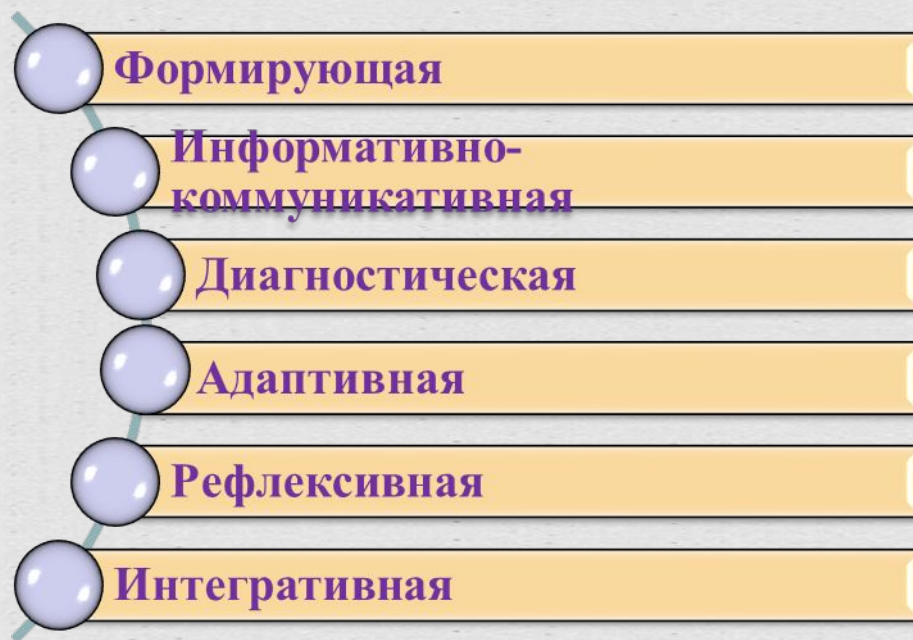 Формирующая
Информативно-
коммуникативная
Диагностическая
Адаптивная
Рефлексивная
Интегративная